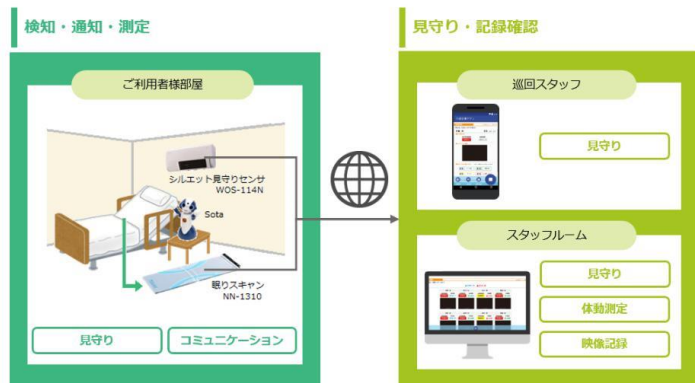 検知・通知・測定
ご利用者様部屋
シルエット見守りセンサ
WOS-114N
Sota
眠りスキャン
NN-1310
見守り
コミュニケーション
見守り・記録確認
巡回スタッフ
見守り
スタッフルーム
見守り
体動測定
映像記録